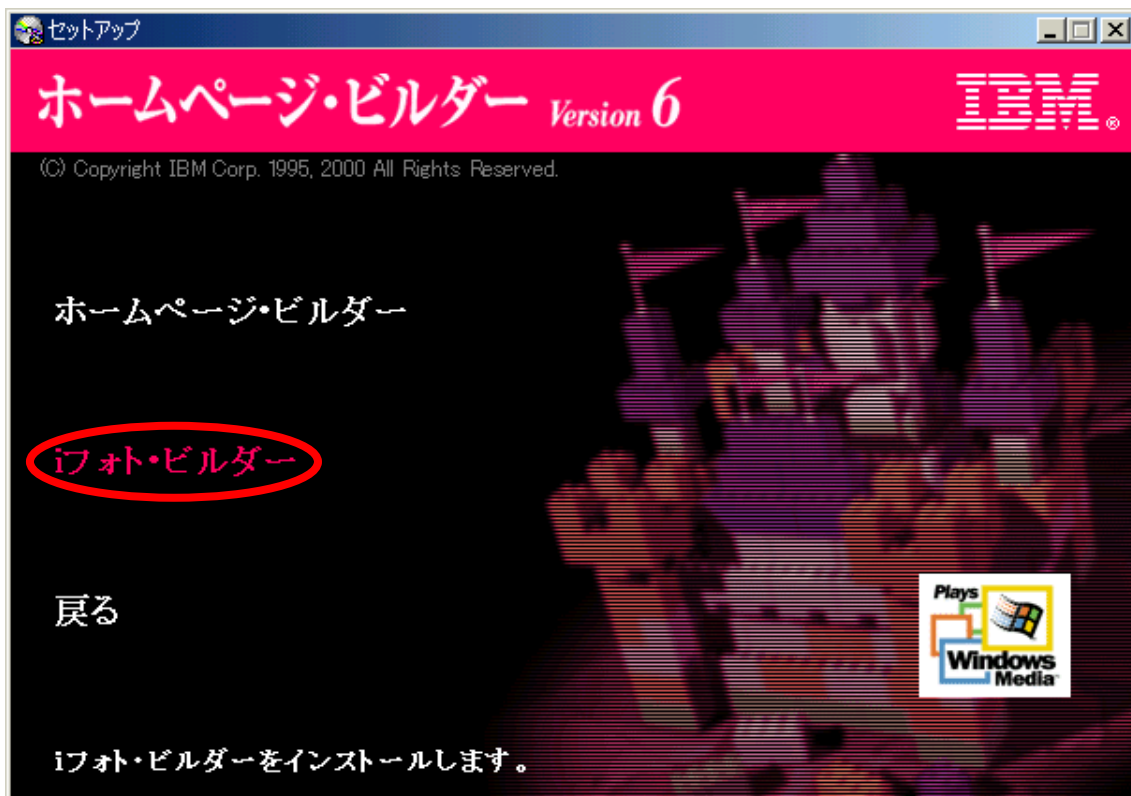 セットアップ
ホームページ・ビルダー Version 6
IBM®
(C) Copyright IBM Corp. 1995, 2000 All Rights Reserved.
ホームページ・ビルダー
iフォト・ビルダー
戻る
Plays
Windows
Media™
iフォト・ビルダーをインストールします。